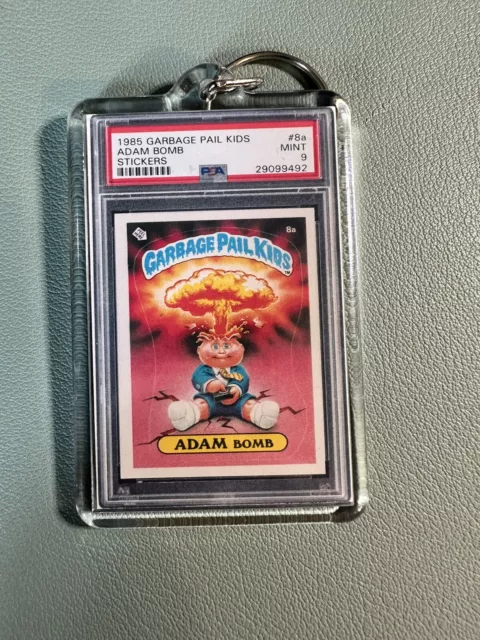 1985 GARBAGE PAIL KIDS #8a
ADAM BOMB MINT
STICKERS 9
PSA 29099492
8a
GARBAGE PAIL KIDS
ADAM BOMB